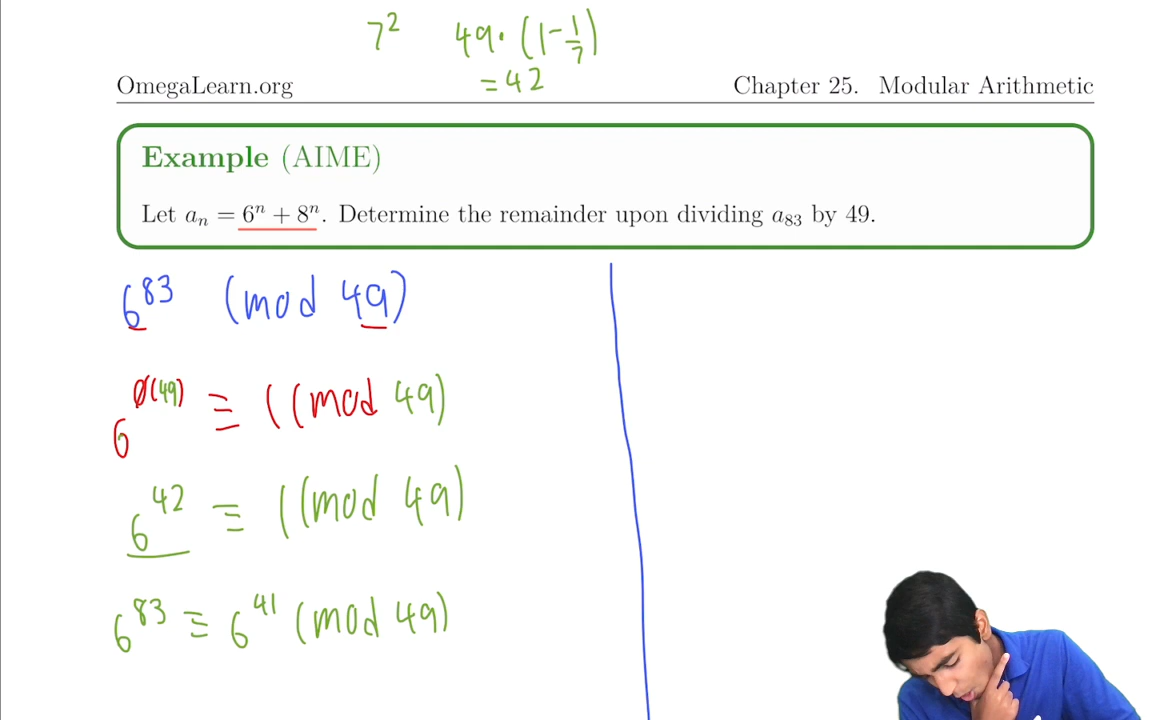 7² 49·(1-1/7)
=42
OmegaLearn.org Chapter 25. Modular Arithmetic
Example (AIME)
Let aₙ = 6ⁿ + 8ⁿ. Determine the remainder upon dividing a₈₃ by 49.
6⁸³ (mod 49)
6^ø(49) ≡ 1 (mod 49)
6⁴² ≡ 1 (mod 49)
6⁸³ ≡ 6⁴¹ (mod 49)